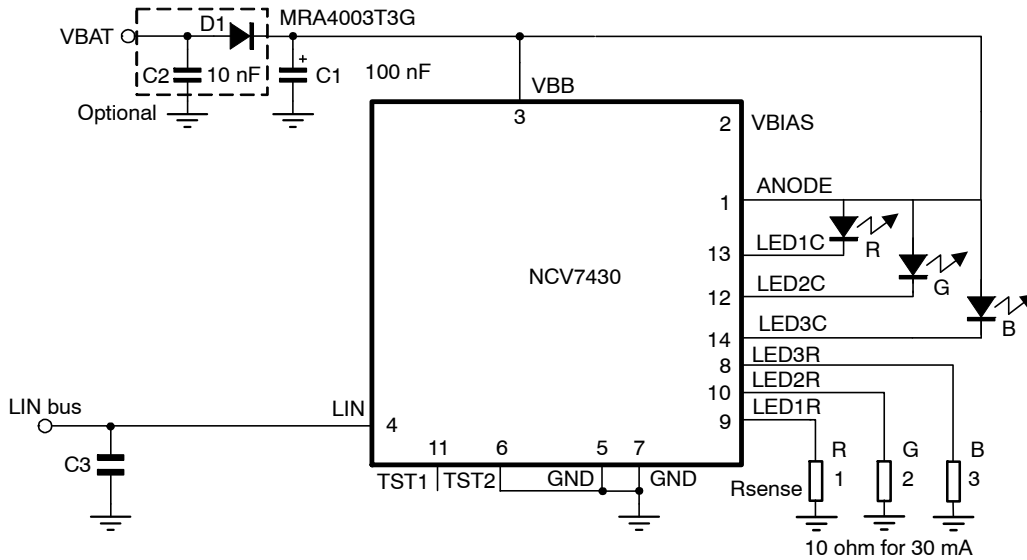 D1
MRA4003T3G
VBAT
C2
10 nF
+
C1
100 nF
Optional
VBB
3
2
VBIAS
ANODE
1
LED1C
13
R
NCV7430
LED2C
12
G
LED3C
14
B
LED3R
8
LED2R
10
LED1R
9
LIN bus
LIN
4
C3
11
6
5
7
TST1
TST2
GND
GND
R
G
B
Rsense
1
2
3
10 ohm for 30 mA